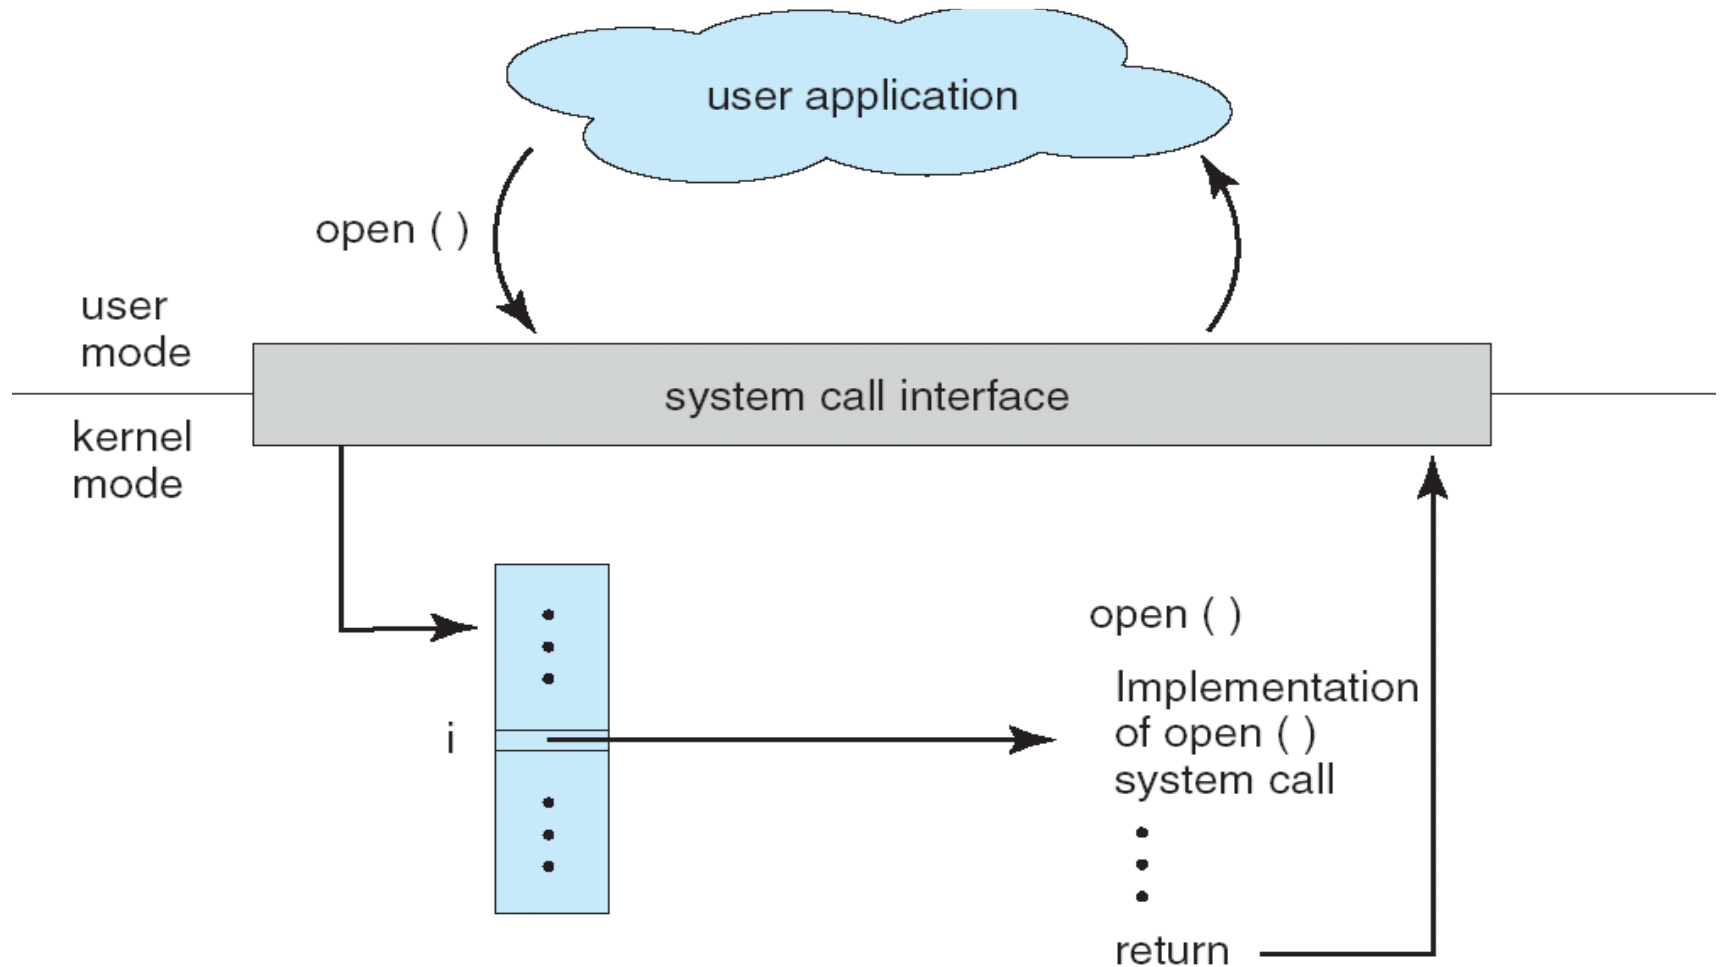 user application
open ( )
user
mode
system call interface
kernel
mode
open ( )
Implementation
of open ( )
system call
i
return